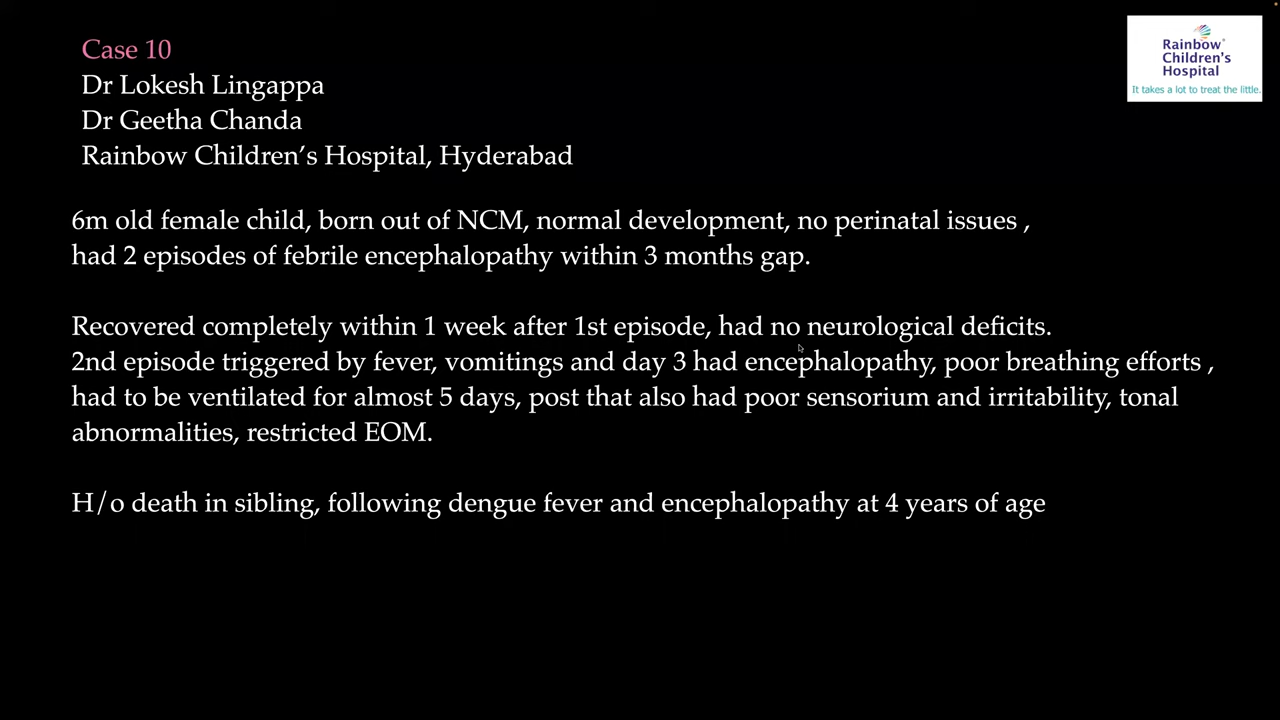 Case 10
Dr Lokesh Lingappa
Dr Geetha Chanda
Rainbow Children's Hospital, Hyderabad
Rainbow®
Children's
Hospital
It takes a lot to treat the little.
6m old female child, born out of NCM, normal development, no perinatal issues ,
had 2 episodes of febrile encephalopathy within 3 months gap.
Recovered completely within 1 week after 1st episode, had no neurological deficits.
2nd episode triggered by fever, vomitings and day 3 had encephalopathy, poor breathing efforts ,
had to be ventilated for almost 5 days, post that also had poor sensorium and irritability, tonal
abnormalities, restricted EOM.
H/o death in sibling, following dengue fever and encephalopathy at 4 years of age